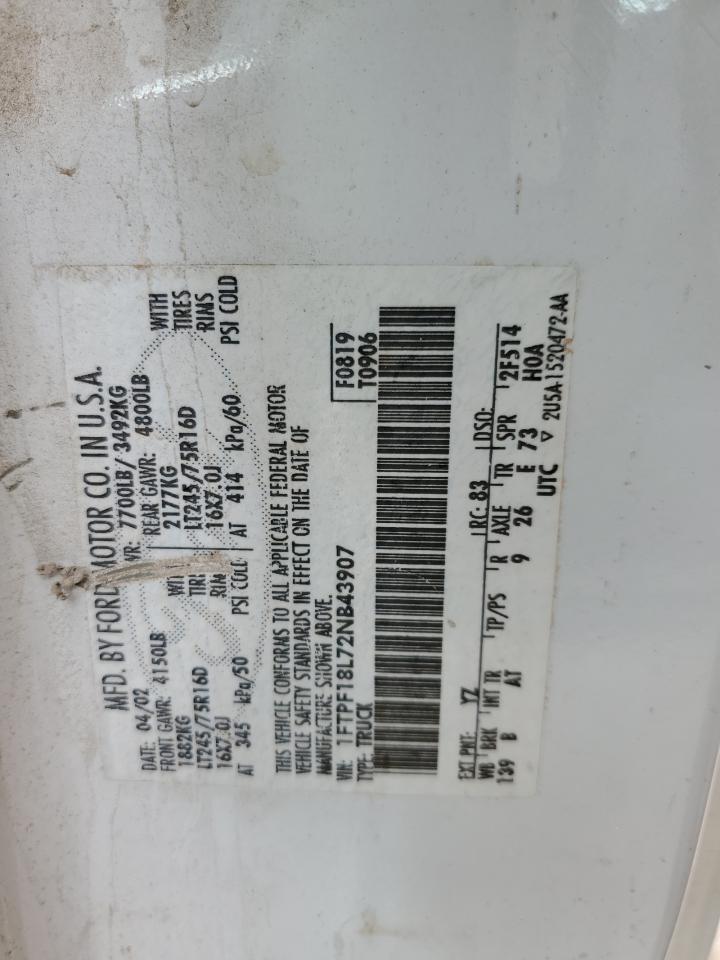 MFD. BY FORD MOTOR CO. IN U.S.A.
DATE: 04/02 7700LB/ 3492KG
FRONT GAWR: 4150LB REAR GAWR: 4800LB WITH
1882KG 2177KG TIRES
LT245/75R16D LT245/75R16D RIMS
16X7.0J 16X7.0J
AT 345 kPa/50 PSI COLD AT 414 kPa/60 PSI COLD
THIS VEHICLE CONFORMS TO ALL APPLICABLE FEDERAL MOTOR
VEHICLE SAFETY STANDARDS IN EFFECT ON THE DATE OF
MANUFACTURE SHOWN ABOVE.
VIN: 1FTPF18L72NB43907 F0819
TYPE: TRUCK T0906
EXT PNT: YZ RC: 83 DSO:
WB BRK INT TR TP/PS R AXLE TR SPR 2F514
139 B AT 9 26 E 73 H0A
UTC ▽ 2U5A-1520472-AA